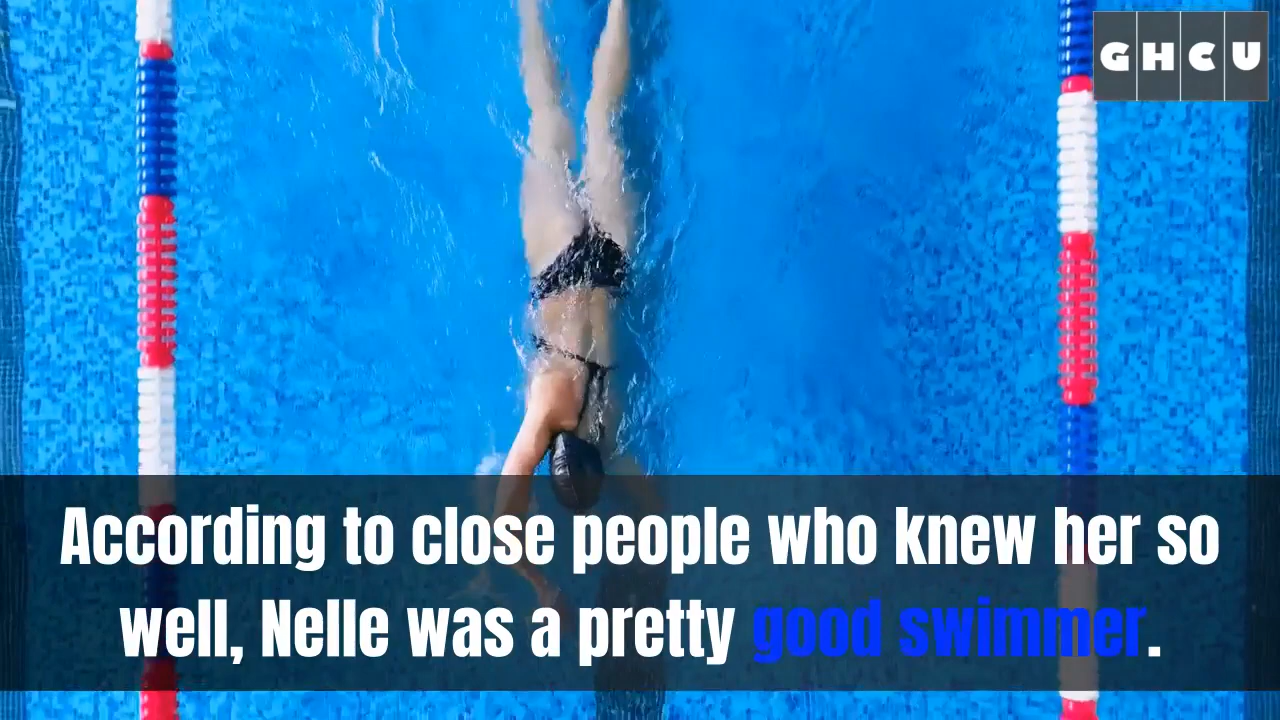 GHCU
According to close people who knew her so
well, Nelle was a pretty good swimmer.